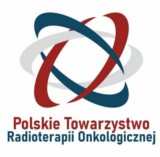 Polskie Towarzystwo
Radioterapii Onkologicznej